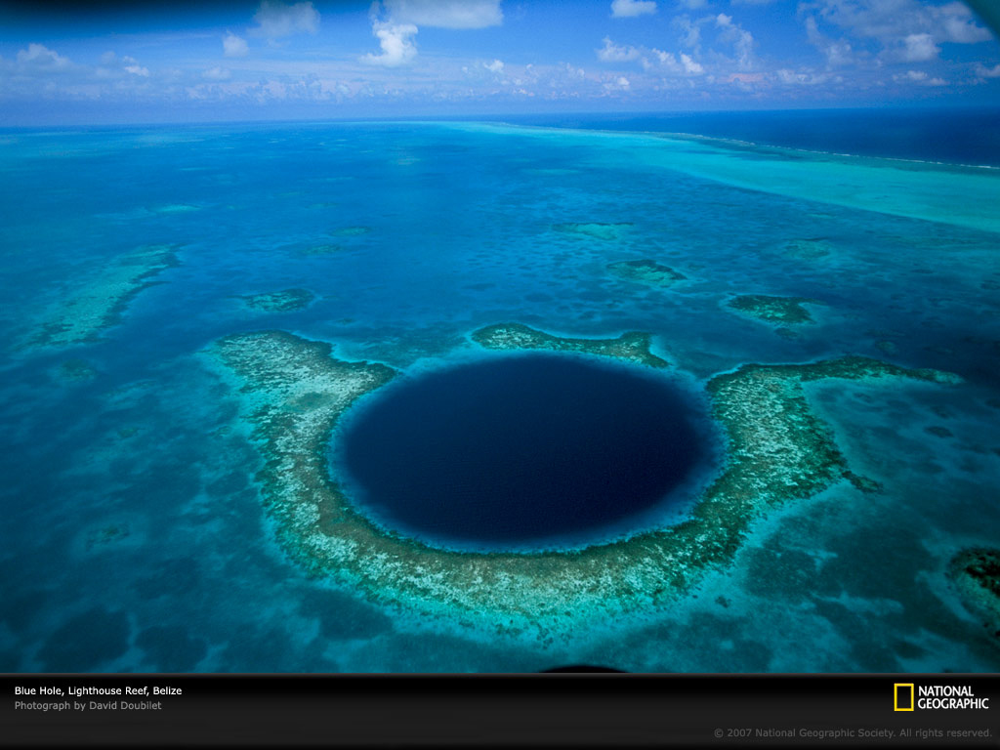 Blue Hole, Lighthouse Reef, Belize
Photograph by David Doubilet
NATIONAL
GEOGRAPHIC
© 2007 National Geographic Society. All rights reserved.